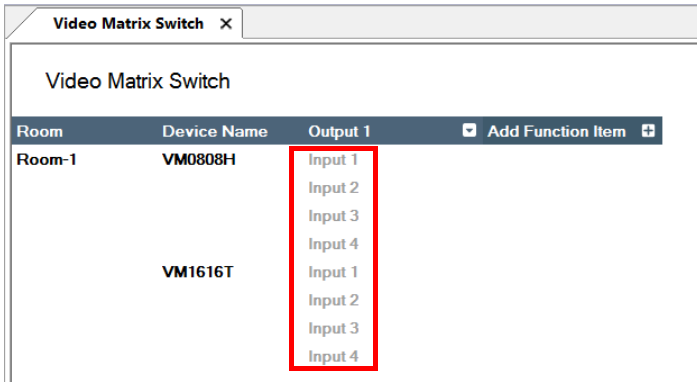 Video Matrix Switch X
Video Matrix Switch
Room Device Name Output 1 Add Function Item
Room-1 VM0808H Input 1
Input 2
Input 3
Input 4
VM1616T Input 1
Input 2
Input 3
Input 4